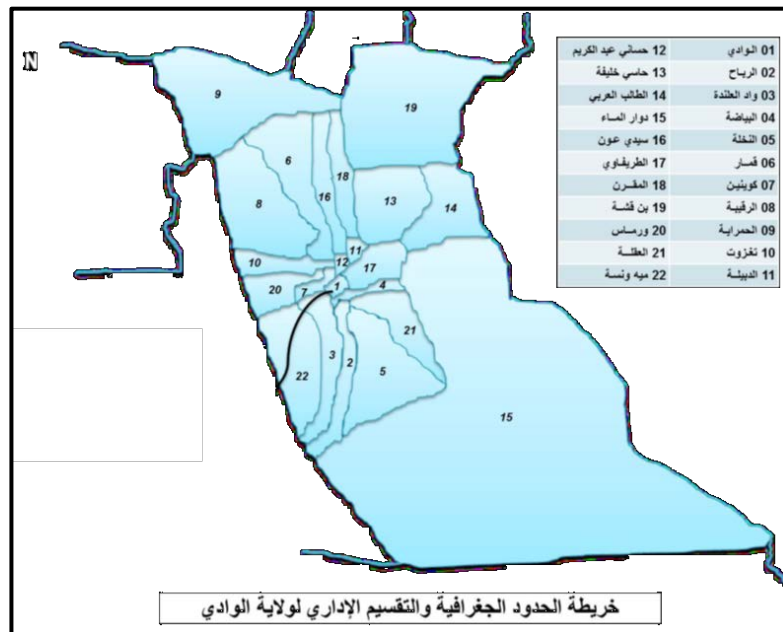 N
01 الوادي
12 حساني عبد الكريم
02 الرباح
13 حاسي خليفة
03 واد العلندة
14 الطالب العربي
04 البياضة
15 دوار الماء
05 النخلة
16 سيدي عون
06 قمار
17 الطريفاوي
07 كوينين
18 المقرن
08 الرقيبة
19 بن قشة
09 الحمراية
20 ورماس
10 تغزوت
21 العقلة
11 الدبيلة
22 ميه ونسة
9
19
6
18
16
8
13
14
11
10
12
17
20
7
1
4
21
3
2
5
22
15
خريطة الحدود الجغرافية والتقسيم الإداري لولاية الوادي